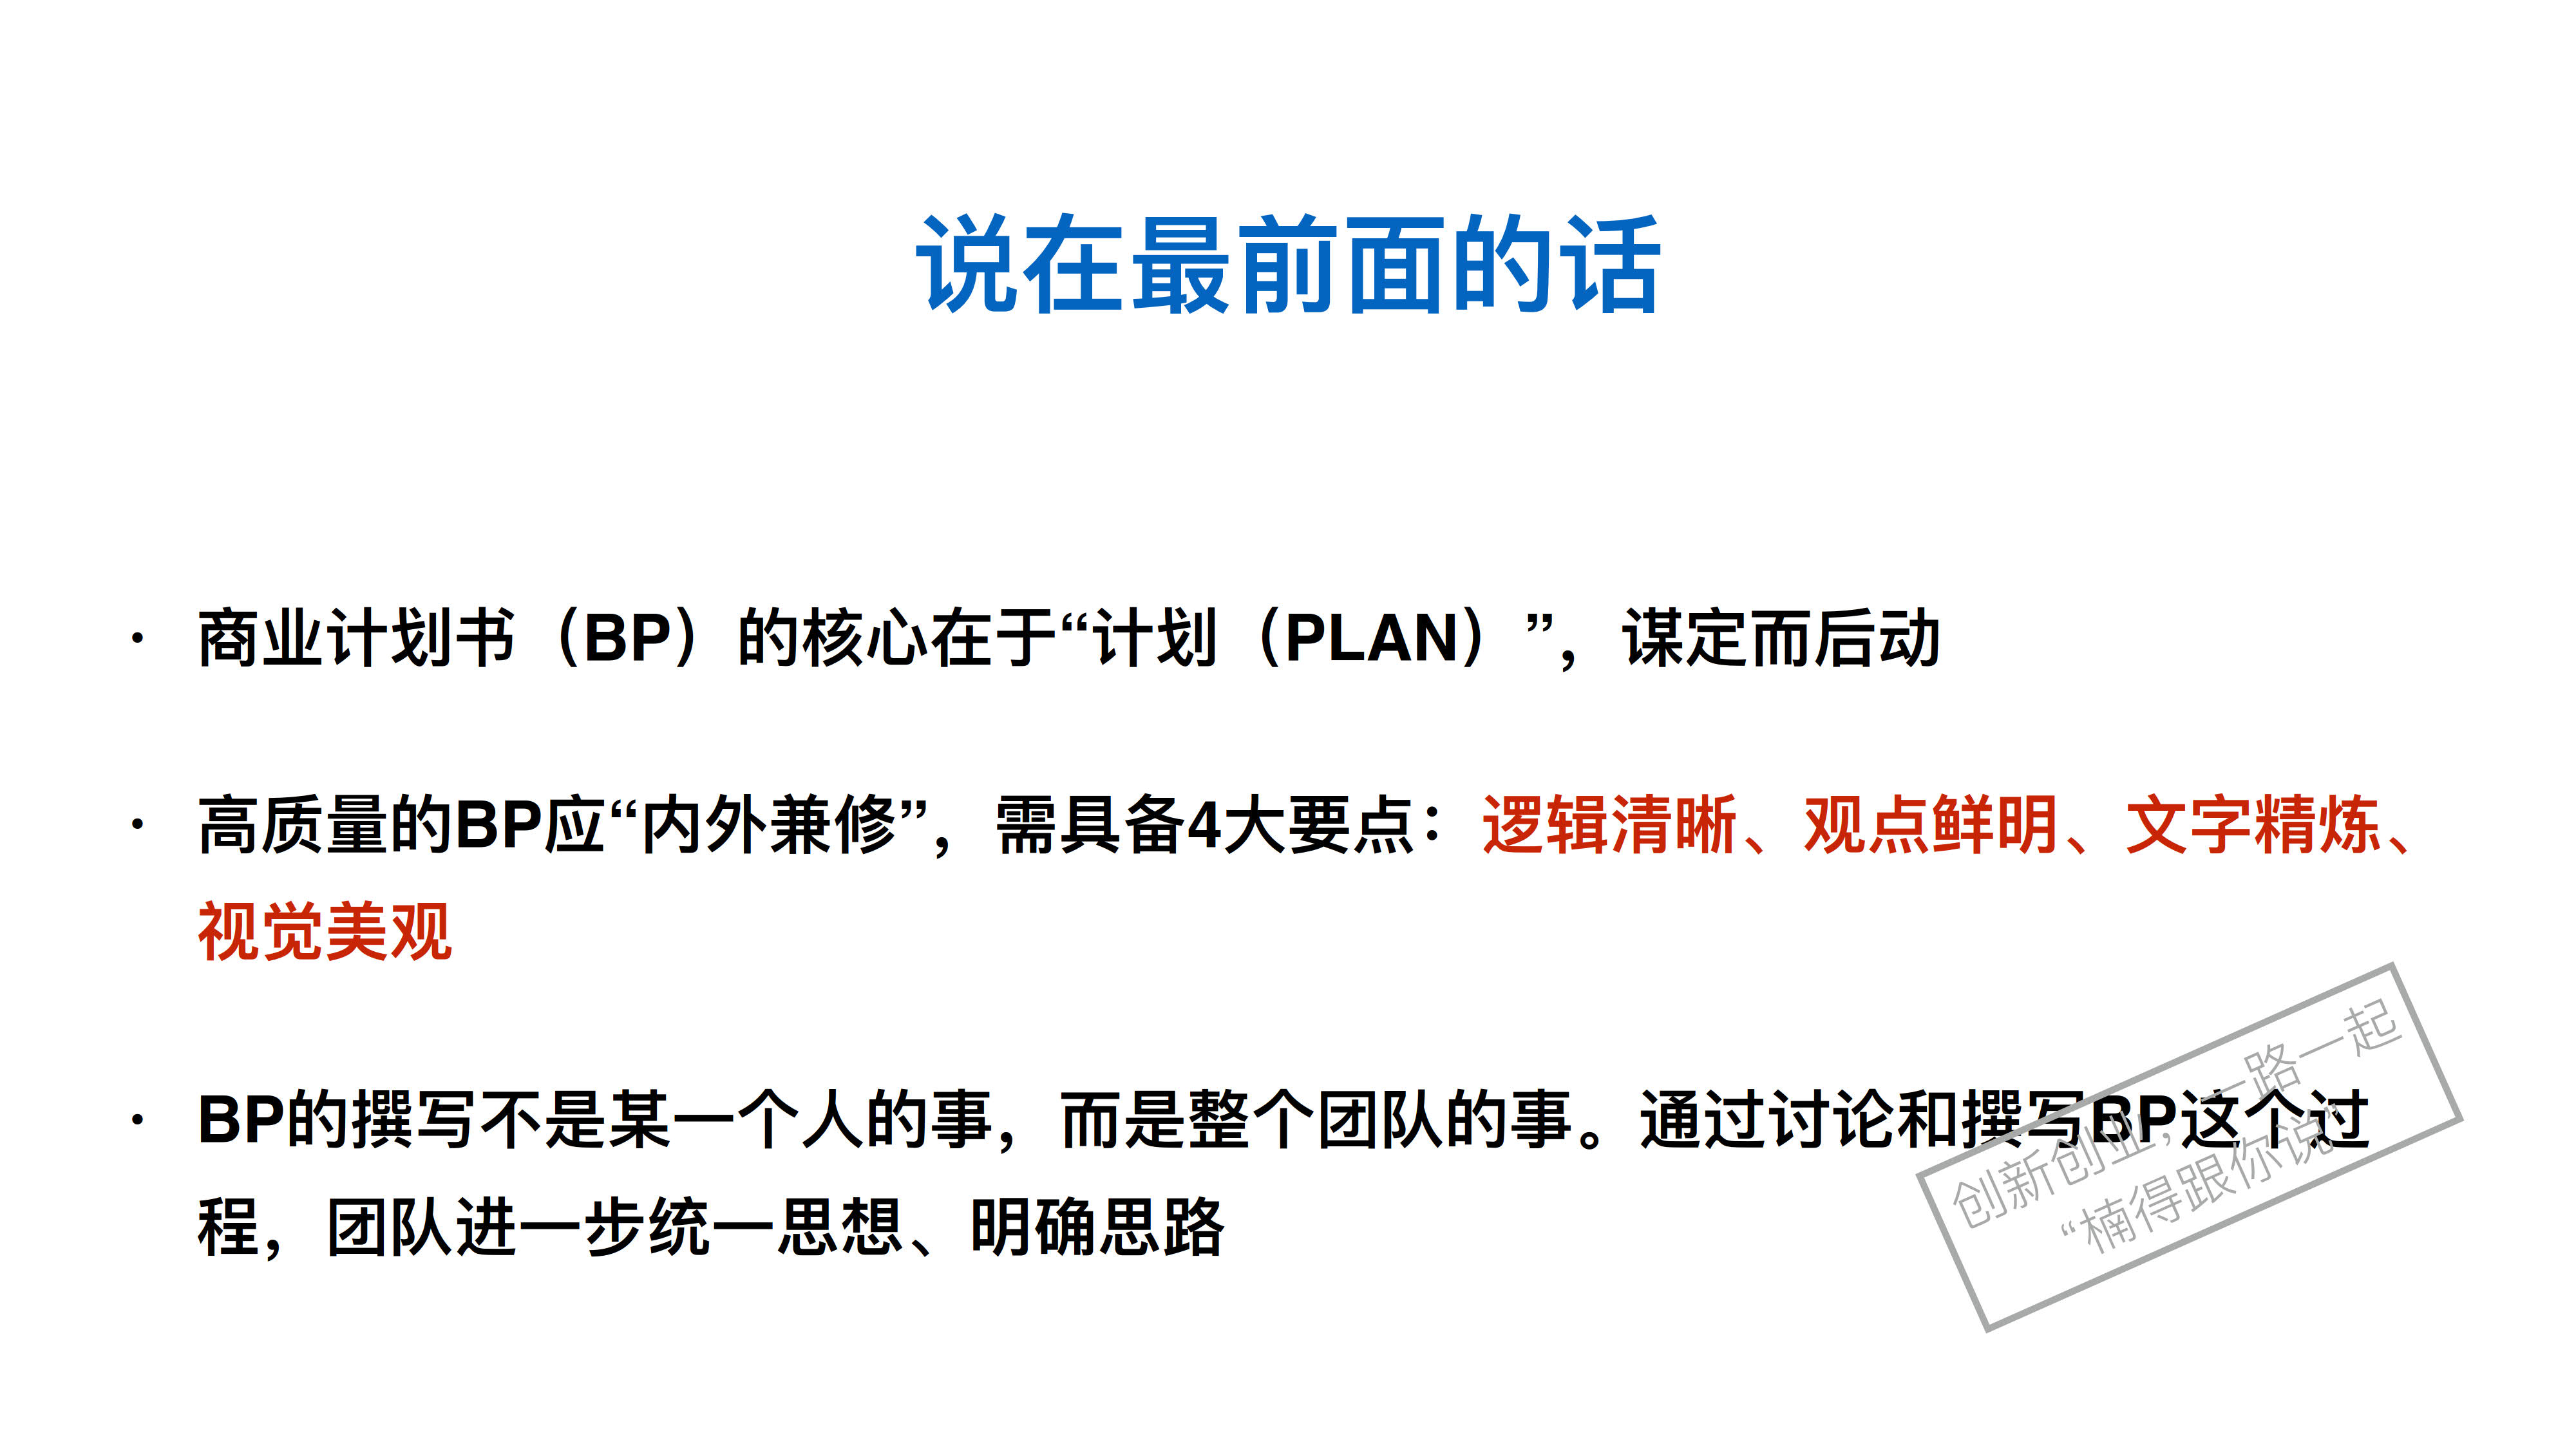 说在最前面的话
• 商业计划书（BP）的核心在于“计划（PLAN）”，谋定而后动
• 高质量的BP应“内外兼修”，需具备4大要点：逻辑清晰、观点鲜明、文字精炼、
视觉美观
• BP的撰写不是某一个人的事，而是整个团队的事。通过讨论和撰写BP这个过
程，团队进一步统一思想、明确思路
创新创业，一路一起
“楠得跟你说”